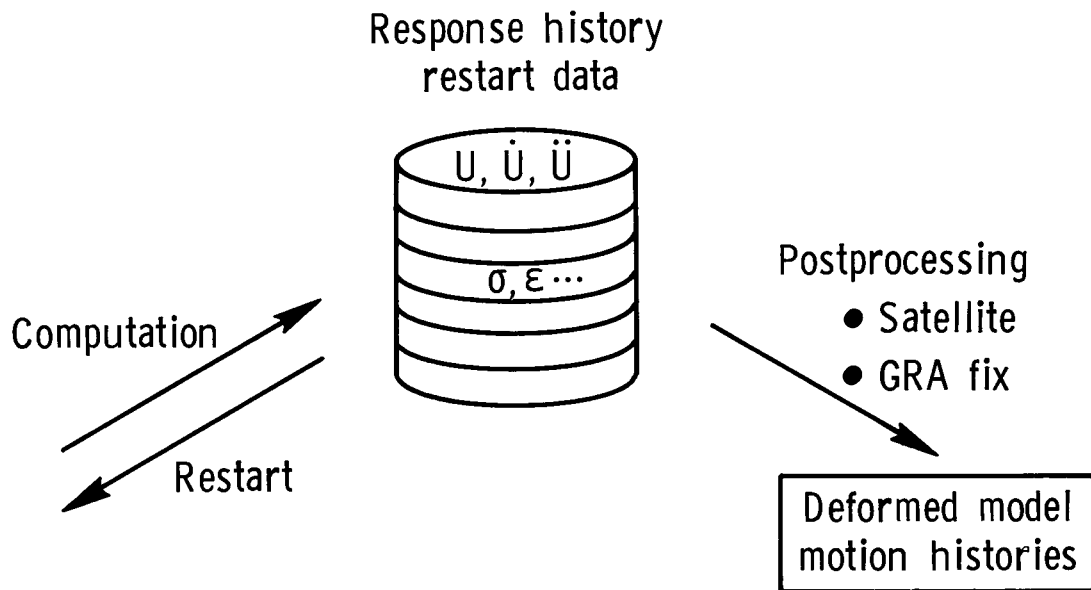 Response history
restart data
U, U̇, Ü
σ, ε ···
Computation
Restart
Postprocessing
● Satellite
● GRA fix
Deformed model
motion histories